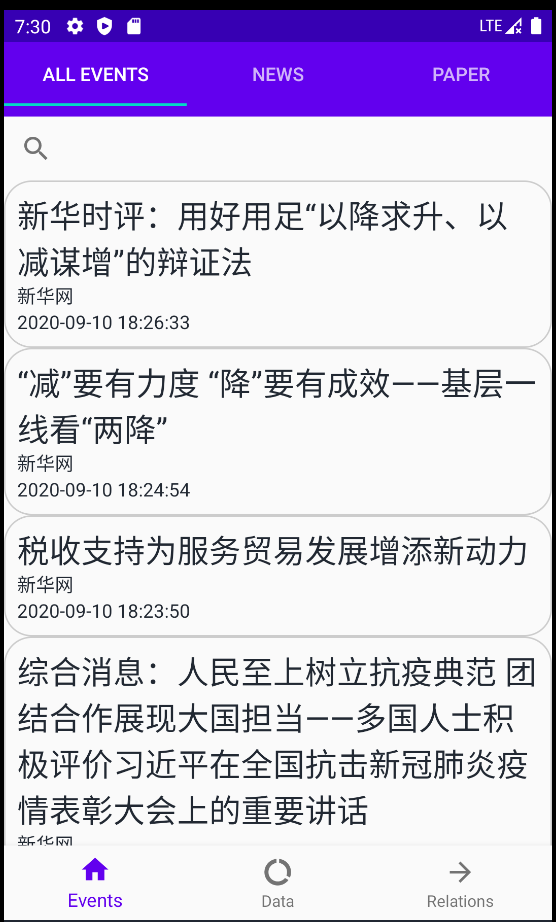 7:30 LTE
ALL EVENTS NEWS PAPER
新华时评：用好用足“以降求升、以
减谋增”的辩证法
新华网
2020-09-10 18:26:33
“减”要有力度 “降”要有成效——基层一
线看“两降”
新华网
2020-09-10 18:24:54
税收支持为服务贸易发展增添新动力
新华网
2020-09-10 18:23:50
综合消息：人民至上树立抗疫典范 团
结合作展现大国担当——多国人士积
极评价习近平在全国抗击新冠肺炎疫
情表彰大会上的重要讲话
新华网
Events Data Relations